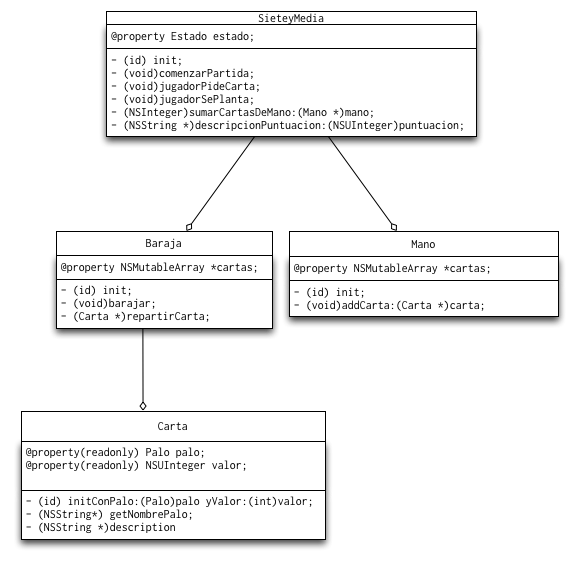 SieteyMedia
@property Estado estado;
- (id) init;
- (void)comenzarPartida;
- (void)jugadorPideCarta;
- (void)jugadorSePlanta;
- (NSInteger)sumarCartasDeMano:(Mano *)mano;
- (NSString *)descripcionPuntuacion:(NSUInteger)puntuacion;
Baraja
@property NSMutableArray *cartas;
- (id) init;
- (void)barajar;
- (Carta *)repartirCarta;
Mano
@property NSMutableArray *cartas;
- (id) init;
- (void)addCarta:(Carta *)carta;
Carta
@property(readonly) Palo palo;
@property(readonly) NSUInteger valor;
- (id) initConPalo:(Palo)palo yValor:(int)valor;
- (NSString*) getNombrePalo;
- (NSString *)description